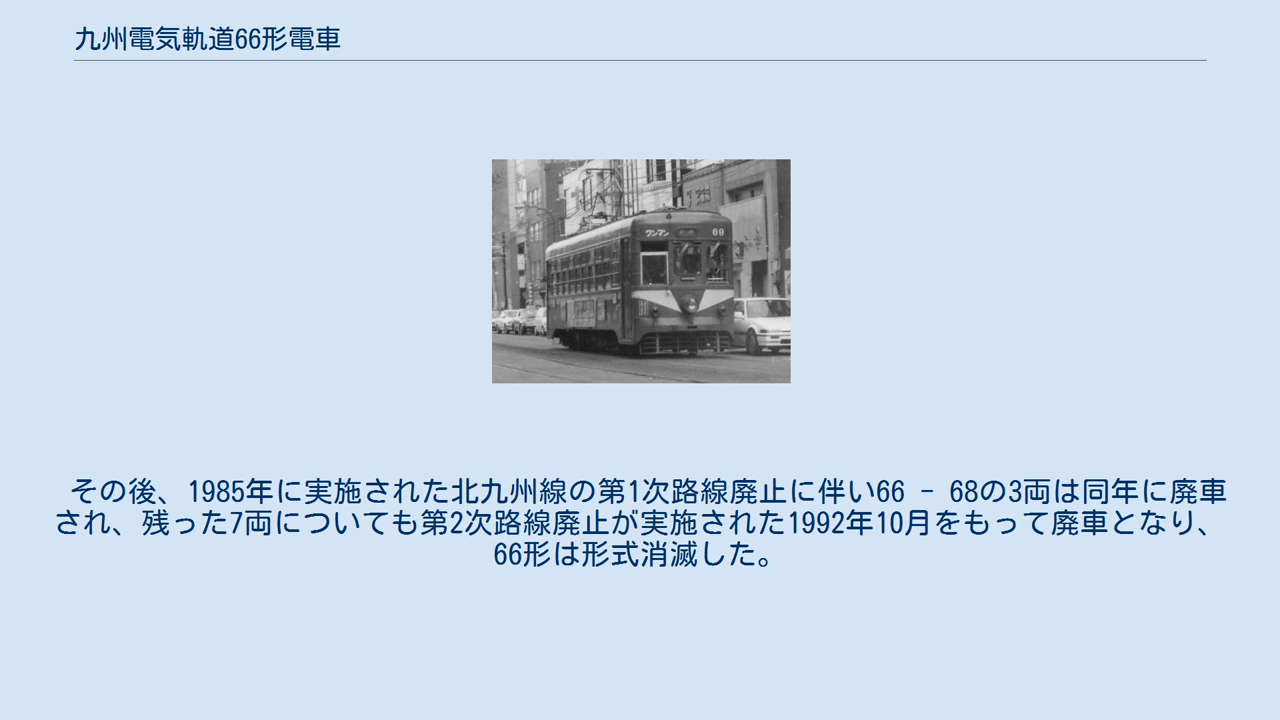 九州電気軌道66形電車
ワンマン
69
その後、1985年に実施された北九州線の第1次路線廃止に伴い66 - 68の3両は同年に廃車
され、残った7両についても第2次路線廃止が実施された1992年10月をもって廃車となり、
66形は形式消滅した。